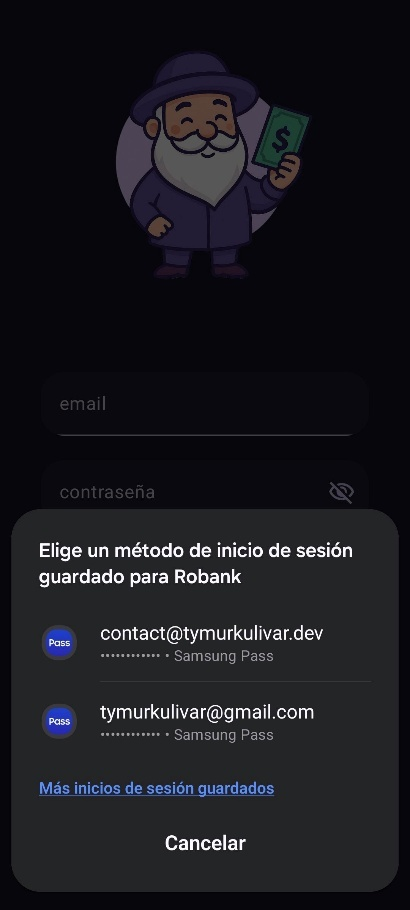 $
email
contraseña
Elige un método de inicio de sesión
guardado para Robank
Pass
contact@tymurkulivar.dev
•••••••••••• • Samsung Pass
Pass
tymurkulivar@gmail.com
•••••••••••• • Samsung Pass
Más inicios de sesión guardados
Cancelar